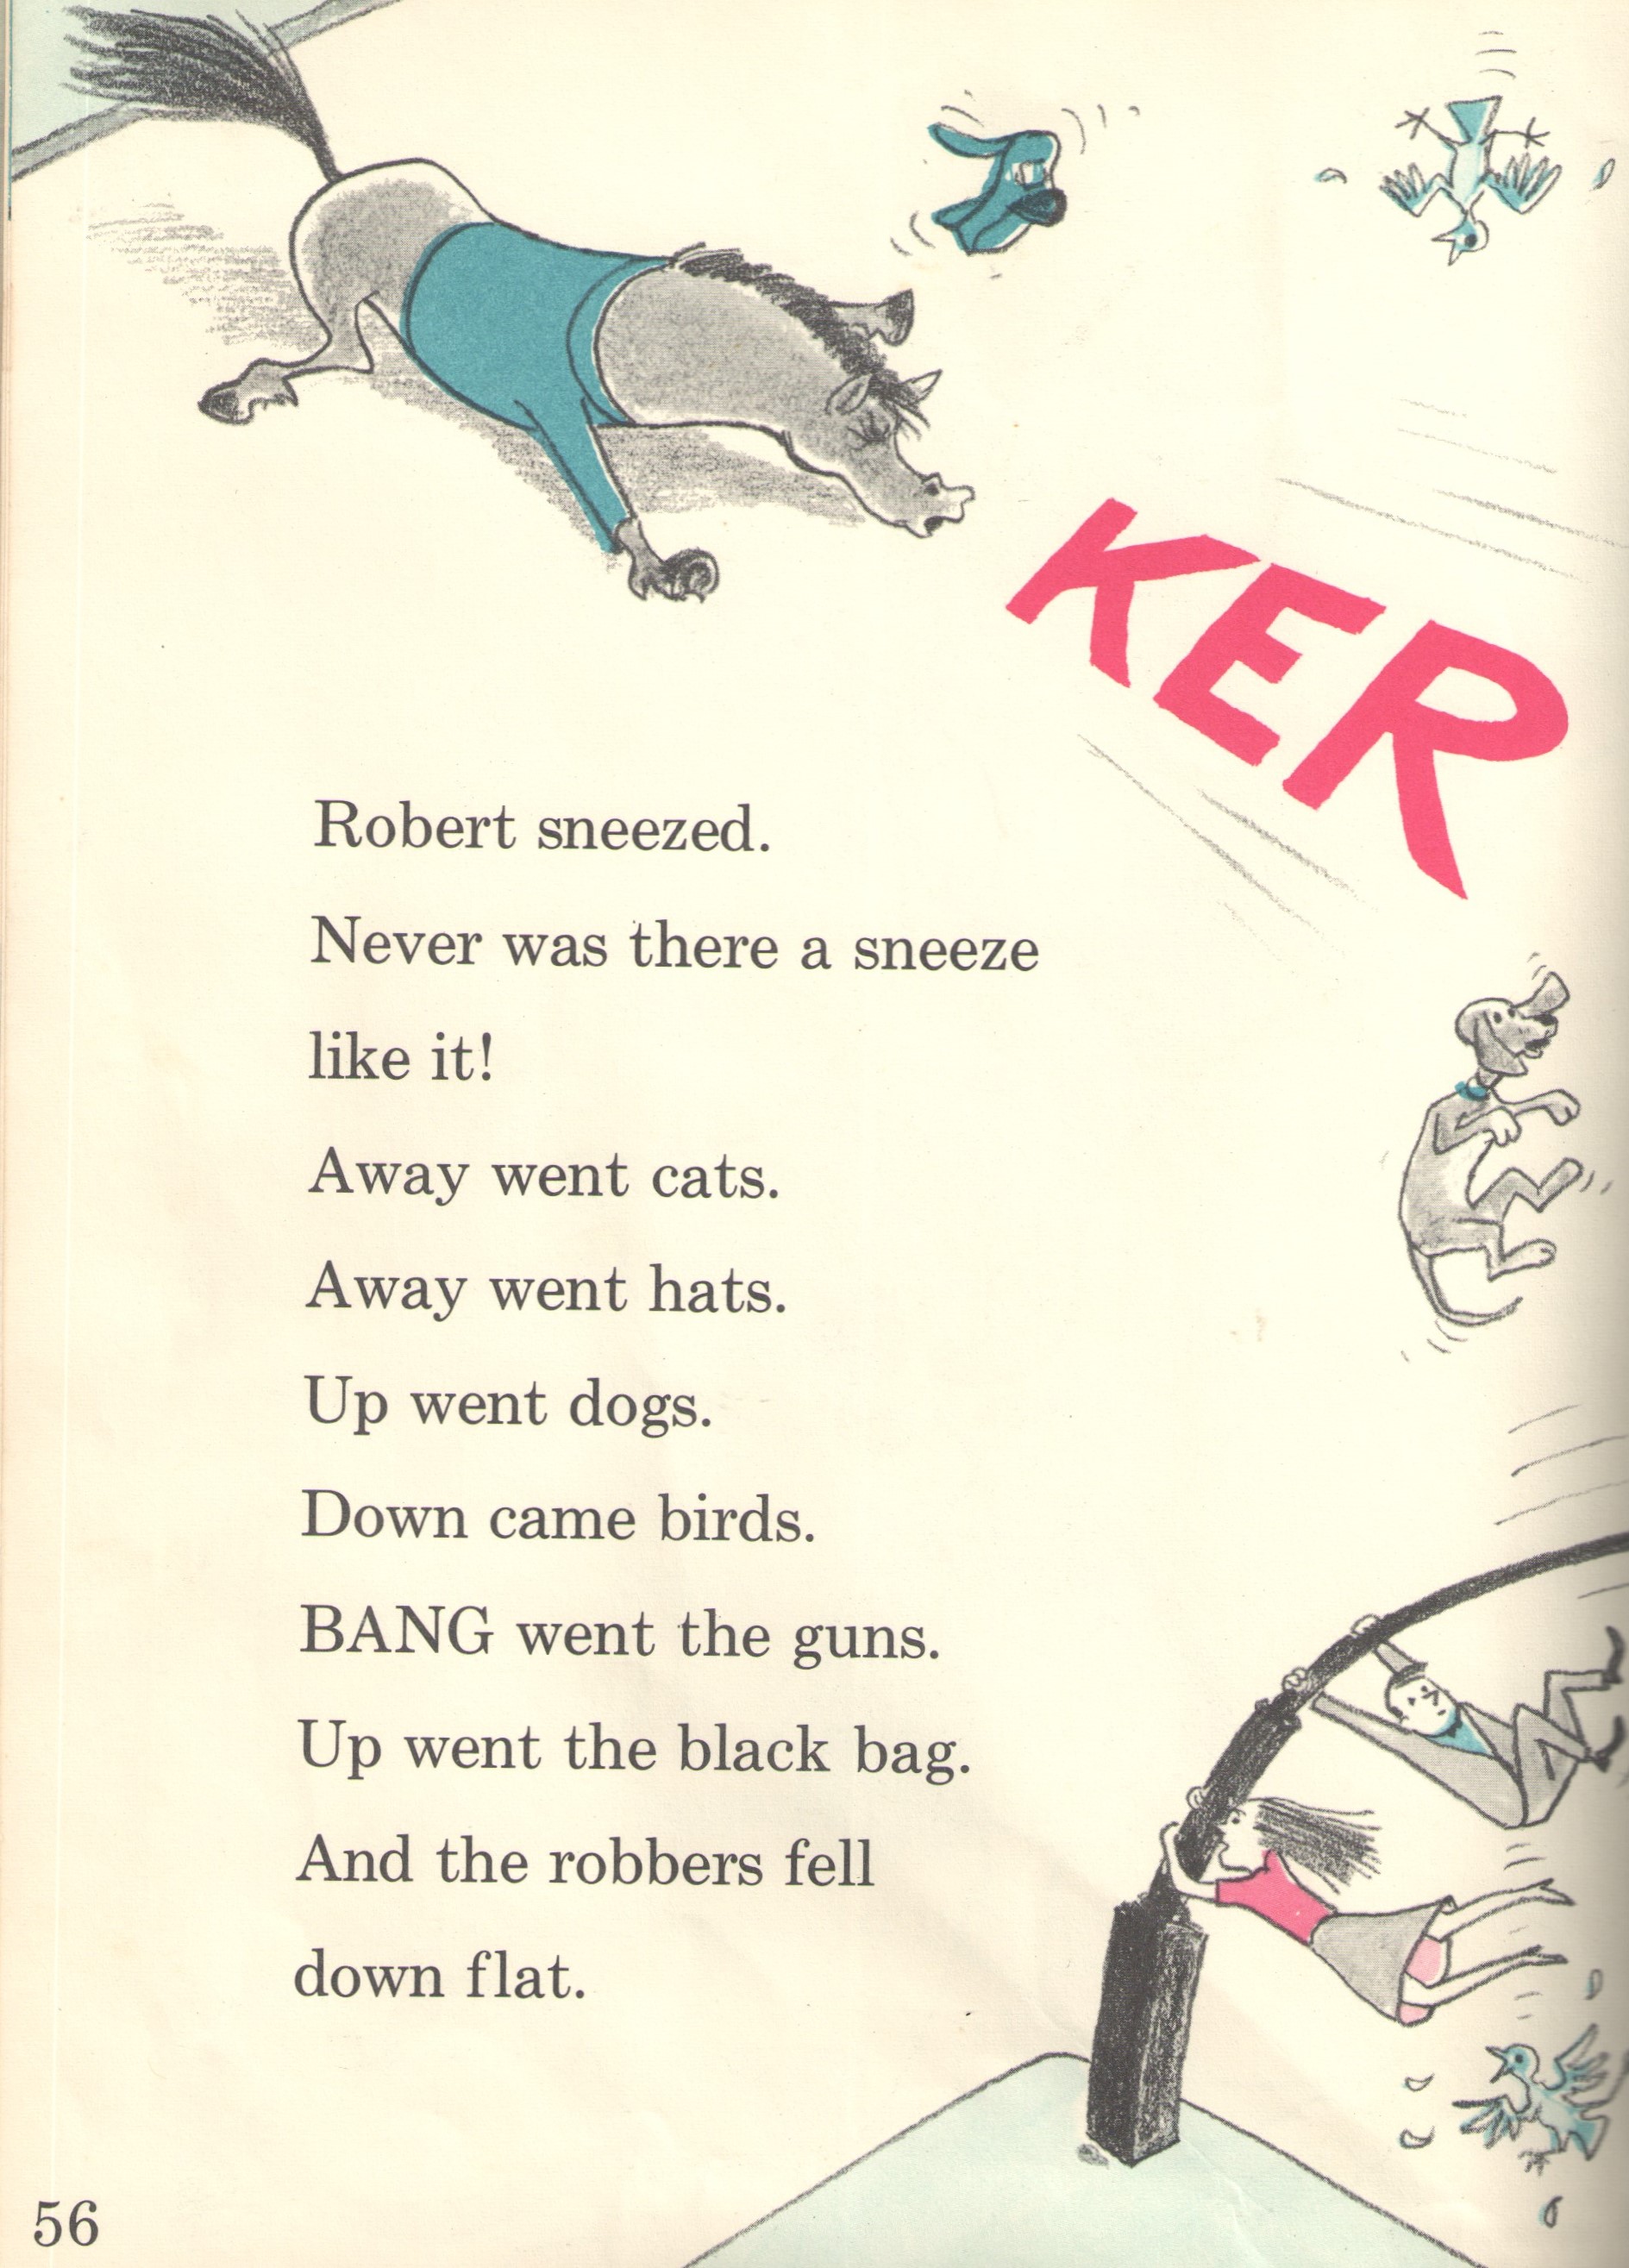 KER
Robert sneezed.
Never was there a sneeze
like it!
Away went cats.
Away went hats.
Up went dogs.
Down came birds.
BANG went the guns.
Up went the black bag.
And the robbers fell
down flat.
56